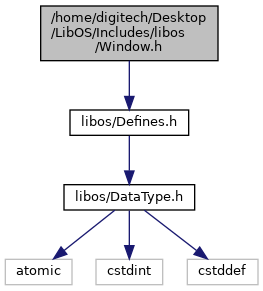 /home/digitech/Desktop
/LibOS/Includes/libos
/Window.h
libos/Defines.h
libos/DataType.h
atomic
cstdint
cstddef